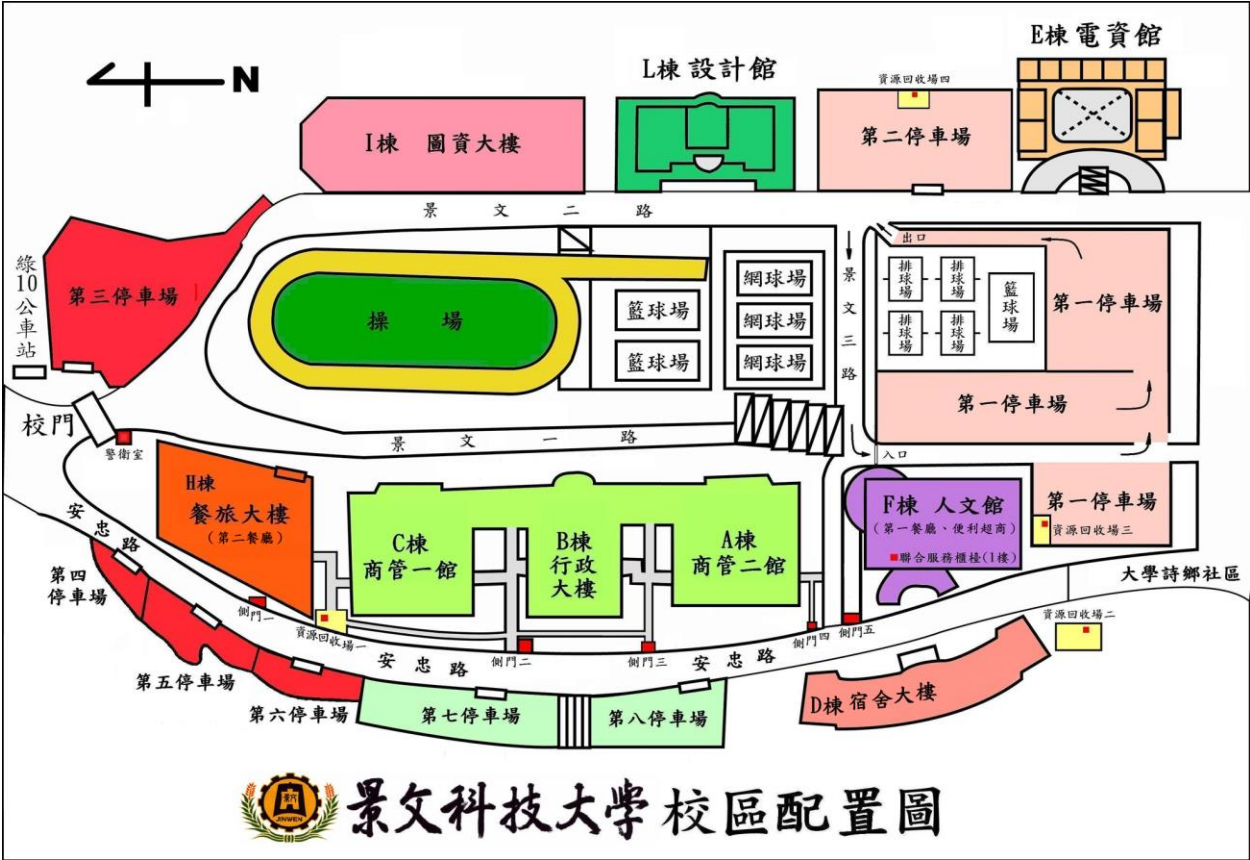 E棟電資館
L棟設計館
N
資源回收場四
第二停車場
I棟 圖資大樓
景文二路
出口
排球場
排球場
籃球場
第一停車場
綠10公車站
第三停車場
操場
籃球場
網球場
網球場
網球場
籃球場
景文三路
排球場
排球場
第一停車場
校門
警衛室
景文一路
入口
H棟
餐旅大樓
(第二餐廳)
C棟
商管一館
B棟
行政
大樓
A棟
商管二館
F棟 人文館
(第一餐廳、便利超商)
聯合服務櫃檯(1樓)
第一停車場
資源回收場三
安忠路
第四
停車場
側門一
資源回收場一
安忠路
側門二
側門三
安忠路
側門四
側門五
大學詩鄉社區
資源回收場二
第五停車場
第六停車場
第七停車場
第八停車場
D棟宿舍大樓
JINWEN
景文科技大學校區配置圖